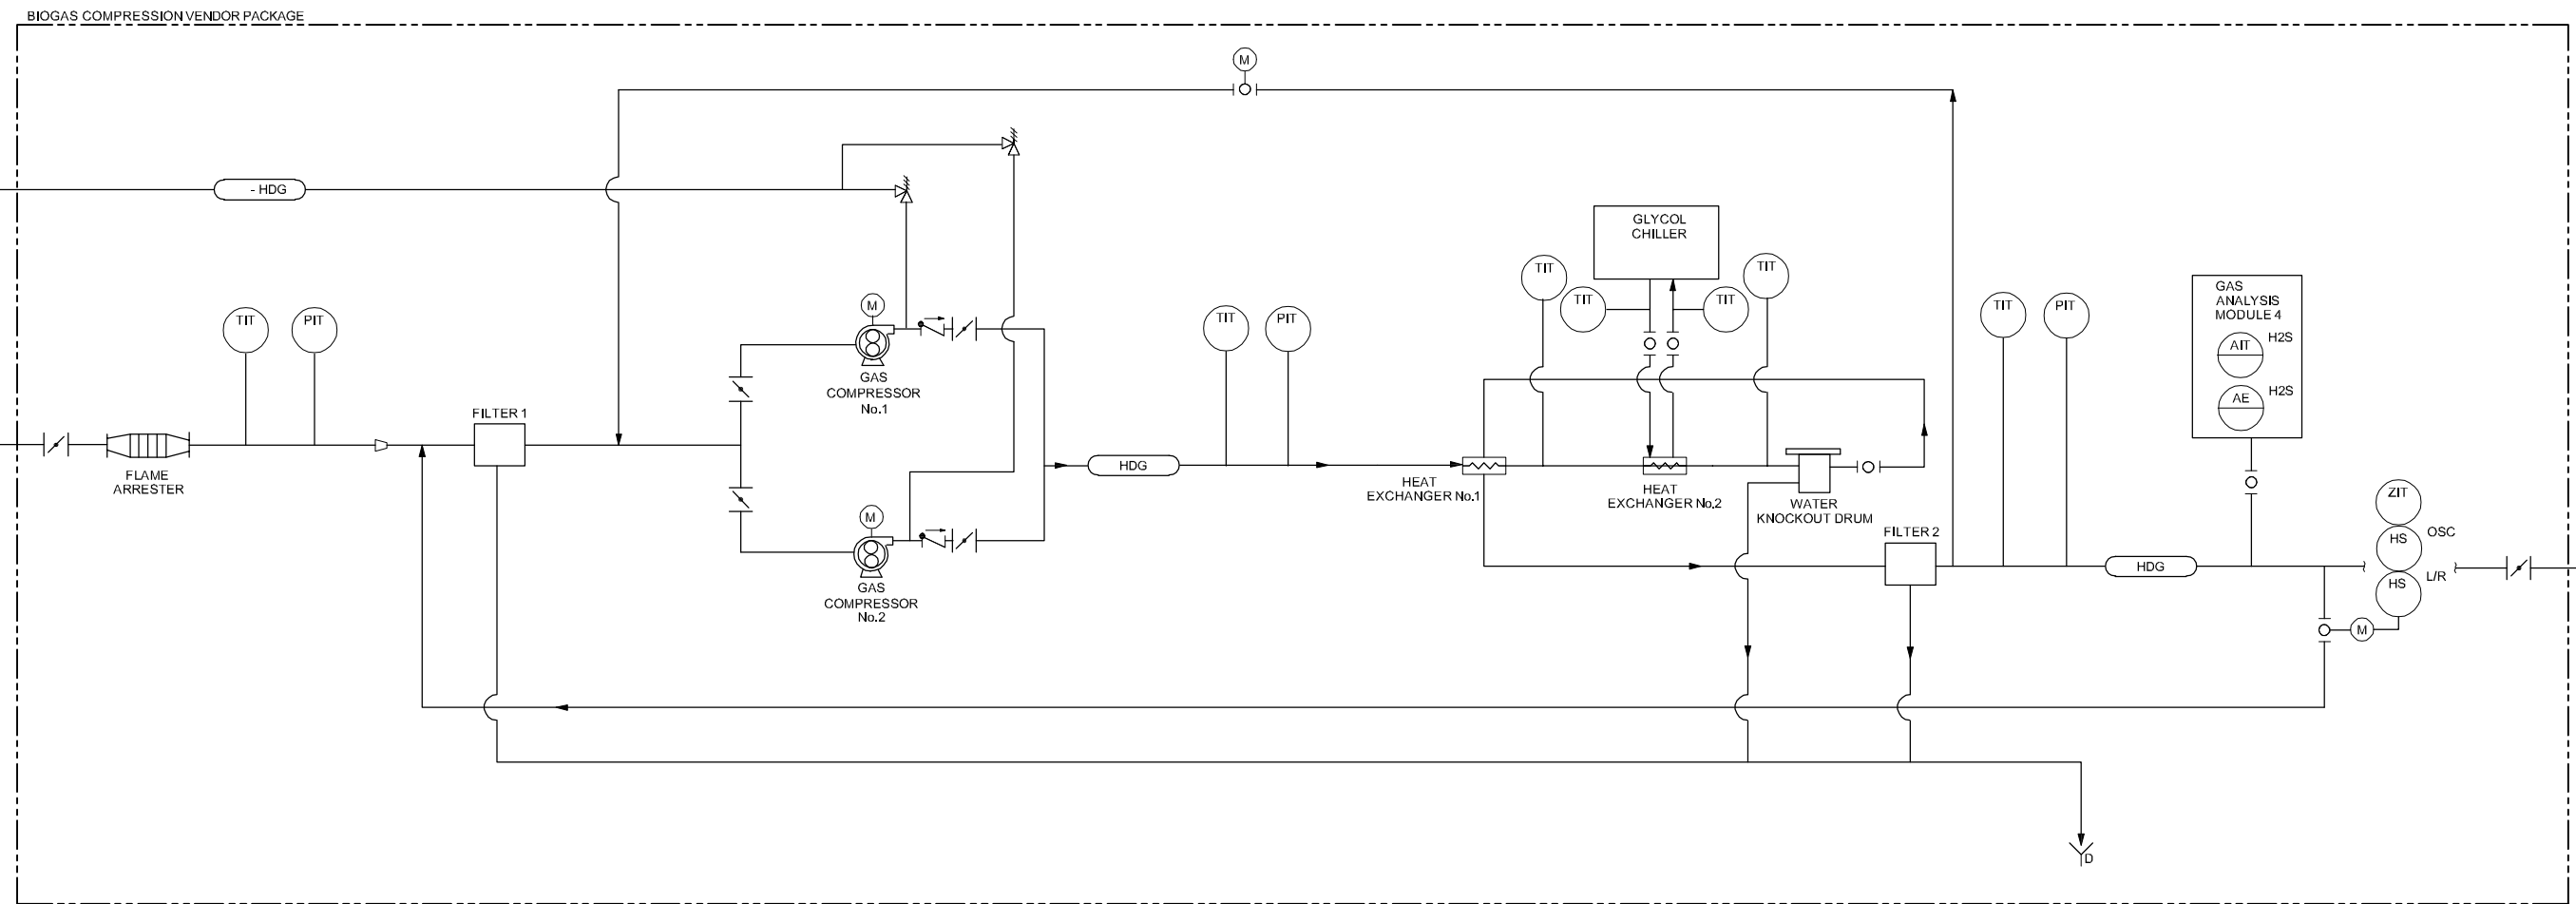 BIOGAS COMPRESSION VENDOR PACKAGE
M
- HDG
GLYCOL
CHILLER
TIT
TIT
TIT
TIT
GAS
ANALYSIS
MODULE 4
AIT
H2S
AE
H2S
TIT
PIT
M
GAS
COMPRESSOR
No.1
TIT
PIT
TIT
PIT
FILTER 1
FLAME
ARRESTER
HDG
HEAT
EXCHANGER No.1
HEAT
EXCHANGER No.2
WATER
KNOCKOUT DRUM
M
GAS
COMPRESSOR
No.2
FILTER 2
HDG
ZIT
HS
OSC
HS
L/R
M
D